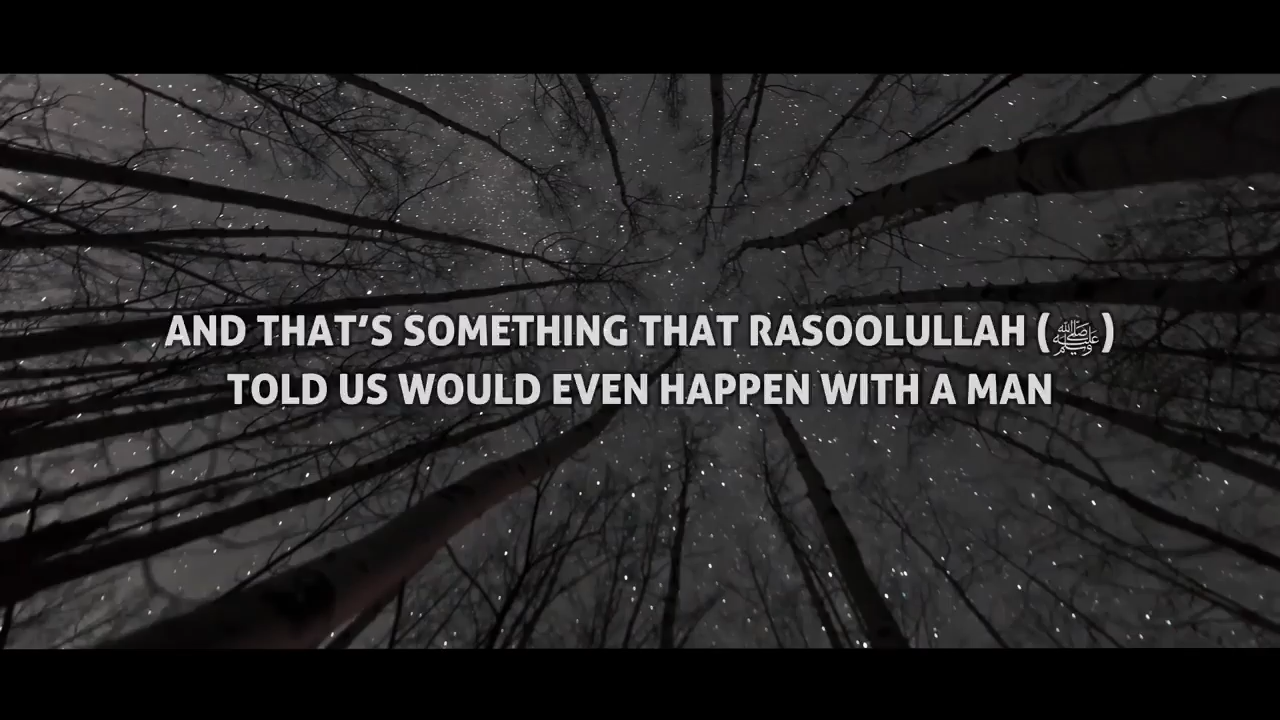 AND THAT'S SOMETHING THAT RASOOLULLAH (ﷺ)
TOLD US WOULD EVEN HAPPEN WITH A MAN